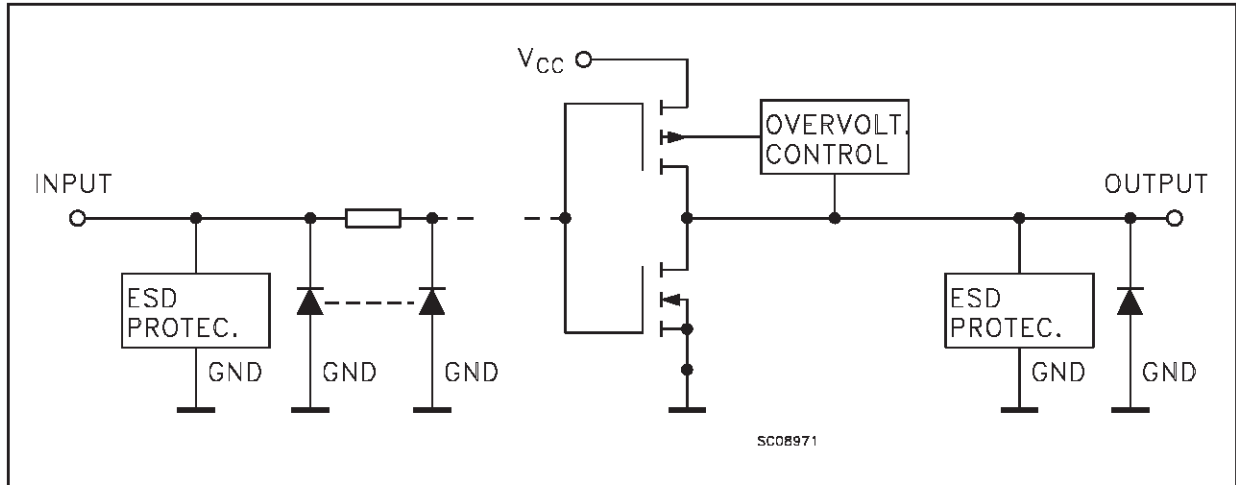 VCC
OVERVOLT.
CONTROL
INPUT
OUTPUT
ESD
PROTEC.
GND
GND
GND
ESD
PROTEC.
GND
GND
SC08971